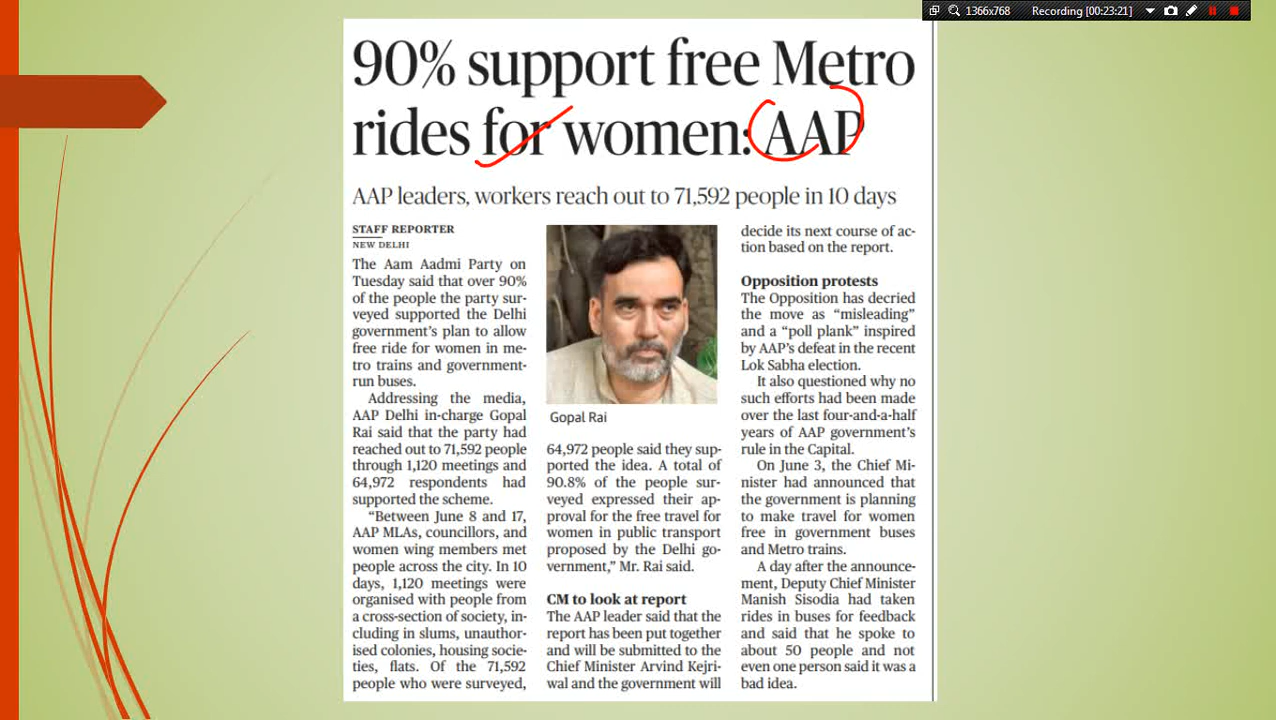 1366x768
Recording [00:23:21]
90% support free Metro
rides for women: AAP
AAP leaders, workers reach out to 71,592 people in 10 days
STAFF REPORTER
NEW DELHI
The Aam Aadmi Party on
Tuesday said that over 90%
of the people the party sur-
veyed supported the Delhi
government's plan to allow
free ride for women in me-
tro trains and government-
run buses.
Addressing the media,
AAP Delhi in-charge Gopal
Rai said that the party had
reached out to 71,592 people
through 1,120 meetings and
64,972 respondents had
supported the scheme.
“Between June 8 and 17,
AAP MLAs, councillors, and
women wing members met
people across the city. In 10
days, 1,120 meetings were
organised with people from
a cross-section of society, in-
cluding in slums, unauthor-
ised colonies, housing socie-
ties, flats. Of the 71,592
people who were surveyed,
Gopal Rai
64,972 people said they sup-
ported the idea. A total of
90.8% of the people sur-
veyed expressed their ap-
proval for the free travel for
women in public transport
proposed by the Delhi go-
vernment,” Mr. Rai said.
CM to look at report
The AAP leader said that the
report has been put together
and will be submitted to the
Chief Minister Arvind Kejri-
wal and the government will
decide its next course of ac-
tion based on the report.
Opposition protests
The Opposition has decried
the move as “misleading”
and a “poll plank” inspired
by AAP's defeat in the recent
Lok Sabha election.
It also questioned why no
such efforts had been made
over the last four-and-a-half
years of AAP government's
rule in the Capital.
On June 3, the Chief Mi-
nister had announced that
the government is planning
to make travel for women
free in government buses
and Metro trains.
A day after the announce-
ment, Deputy Chief Minister
Manish Sisodia had taken
rides in buses for feedback
and said that he spoke to
about 50 people and not
even one person said it was a
bad idea.